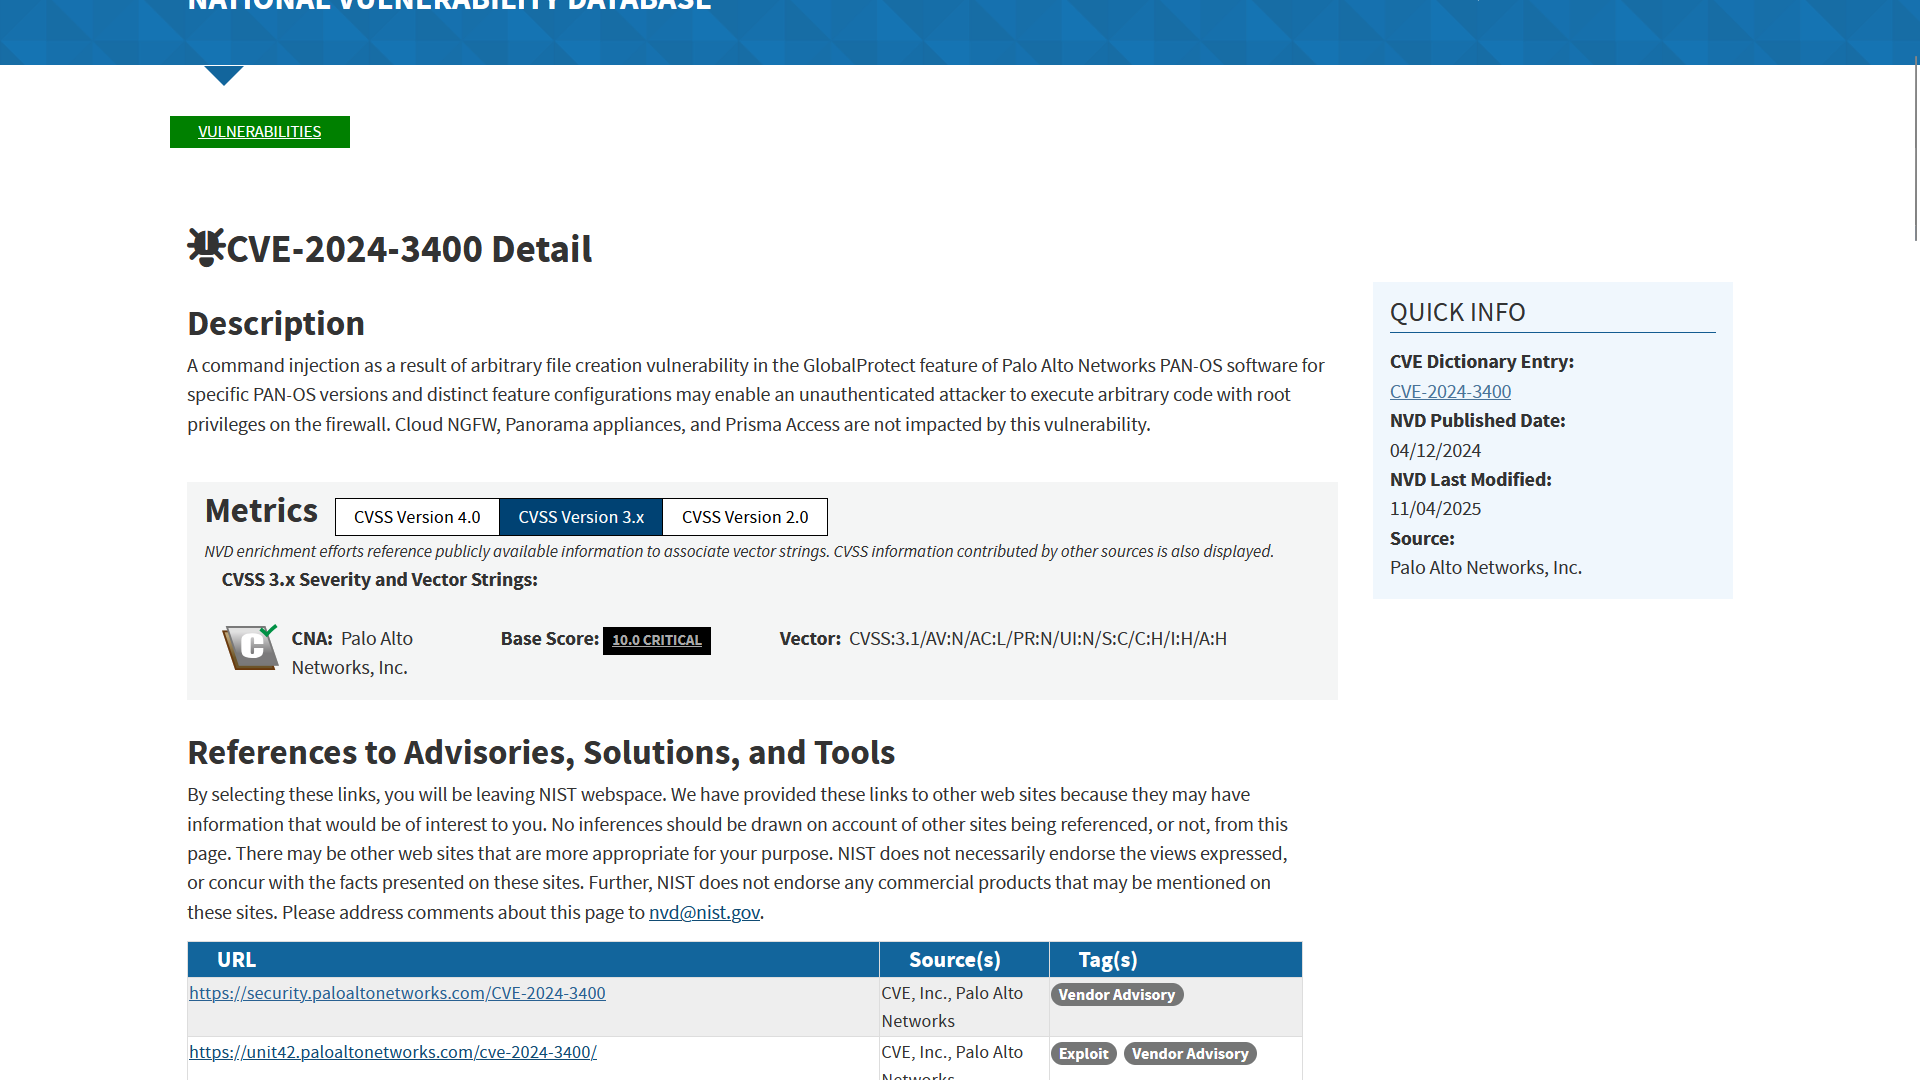 NATIONAL VULNERABILITY DATABASE
VULNERABILITIES
CVE-2024-3400 Detail
Description
A command injection as a result of arbitrary file creation vulnerability in the GlobalProtect feature of Palo Alto Networks PAN-OS software for
specific PAN-OS versions and distinct feature configurations may enable an unauthenticated attacker to execute arbitrary code with root
privileges on the firewall. Cloud NGFW, Panorama appliances, and Prisma Access are not impacted by this vulnerability.
QUICK INFO
CVE Dictionary Entry:
CVE-2024-3400
NVD Published Date:
04/12/2024
NVD Last Modified:
11/04/2025
Source:
Palo Alto Networks, Inc.
Metrics
CVSS Version 4.0
CVSS Version 3.x
CVSS Version 2.0
NVD enrichment efforts reference publicly available information to associate vector strings. CVSS information contributed by other sources is also displayed.
CVSS 3.x Severity and Vector Strings:
C
CNA: Palo Alto
Networks, Inc.
Base Score: 10.0 CRITICAL
Vector: CVSS:3.1/AV:N/AC:L/PR:N/UI:N/S:C/C:H/I:H/A:H
References to Advisories, Solutions, and Tools
By selecting these links, you will be leaving NIST webspace. We have provided these links to other web sites because they may have
information that would be of interest to you. No inferences should be drawn on account of other sites being referenced, or not, from this
page. There may be other web sites that are more appropriate for your purpose. NIST does not necessarily endorse the views expressed,
or concur with the facts presented on these sites. Further, NIST does not endorse any commercial products that may be mentioned on
these sites. Please address comments about this page to nvd@nist.gov.
URL
Source(s)
Tag(s)
https://security.paloaltonetworks.com/CVE-2024-3400
CVE, Inc., Palo Alto
Networks
Vendor Advisory
https://unit42.paloaltonetworks.com/cve-2024-3400/
CVE, Inc., Palo Alto
Networks
Exploit
Vendor Advisory